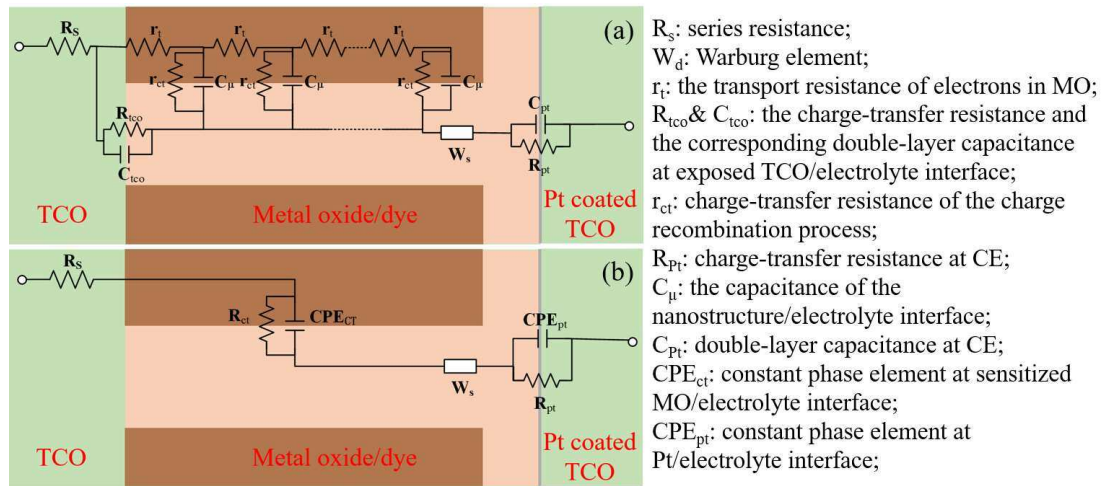 (a)
R_S
r_t
r_t
r_t
r_t
r_ct
C_μ
r_ct
C_μ
r_ct
C_μ
R_tco
C_tco
W_s
C_pt
R_pt
TCO
Metal oxide/dye
Pt coated
TCO
(b)
R_S
R_ct
CPE_CT
W_s
CPE_pt
R_pt
TCO
Metal oxide/dye
Pt coated
TCO
R_s: series resistance;
W_d: Warburg element;
r_t: the transport resistance of electrons in MO;
R_tco& C_tco: the charge-transfer resistance and
the corresponding double-layer capacitance
at exposed TCO/electrolyte interface;
r_ct: charge-transfer resistance of the charge
recombination process;
R_Pt: charge-transfer resistance at CE;
C_μ: the capacitance of the
nanostructure/electrolyte interface;
C_Pt: double-layer capacitance at CE;
CPE_ct: constant phase element at sensitized
MO/electrolyte interface;
CPE_pt: constant phase element at
Pt/electrolyte interface;